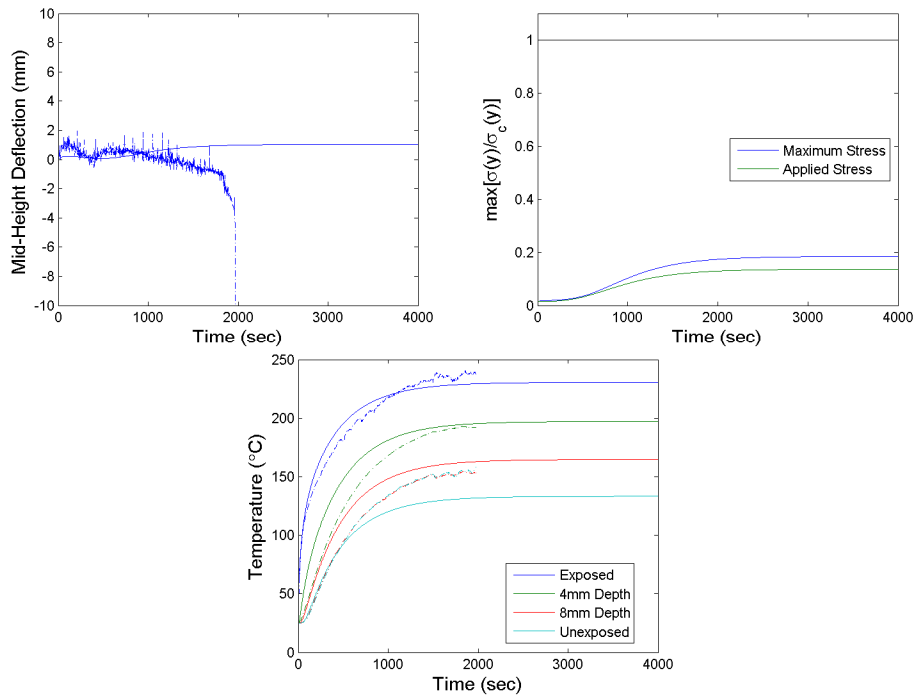 10
8
6
4
2
0
-2
-4
-6
-8
-10
Mid-Height Deflection (mm)
0 1000 2000 3000 4000
Time (sec)
1
0.8
0.6
0.4
0.2
0
max[σ(y)/σc(y)]
Maximum Stress
Applied Stress
0 1000 2000 3000 4000
Time (sec)
250
200
150
100
50
0
Temperature (°C)
Exposed
4mm Depth
8mm Depth
Unexposed
0 1000 2000 3000 4000
Time (sec)